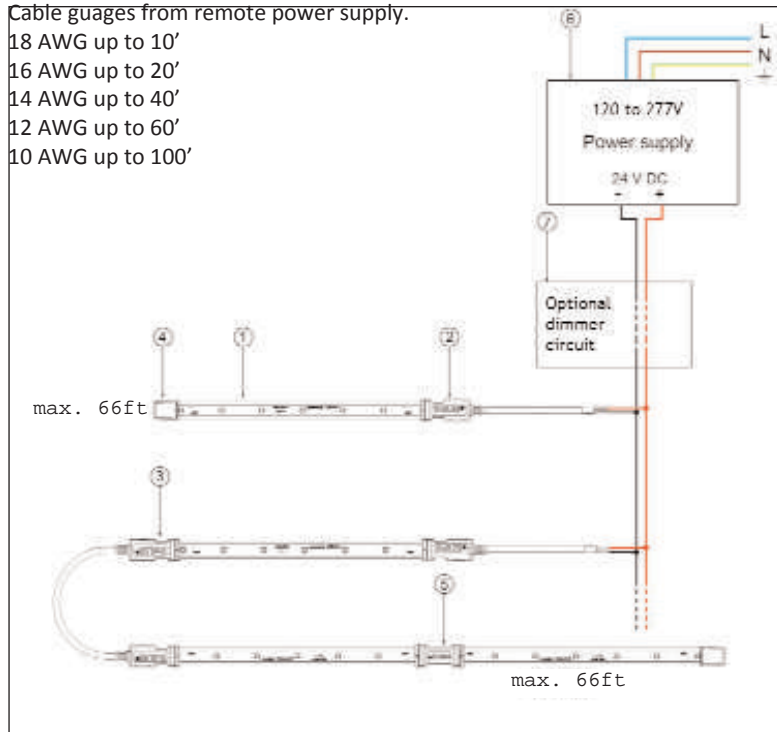 Cable guages from remote power supply.
18 AWG up to 10’
16 AWG up to 20’
14 AWG up to 40’
12 AWG up to 60’
10 AWG up to 100’
6
L
N
120 to 277V
Power supply
24 V DC
- +
7
Optional
dimmer
circuit
4
1
2
max. 66ft
3
5
max. 66ft